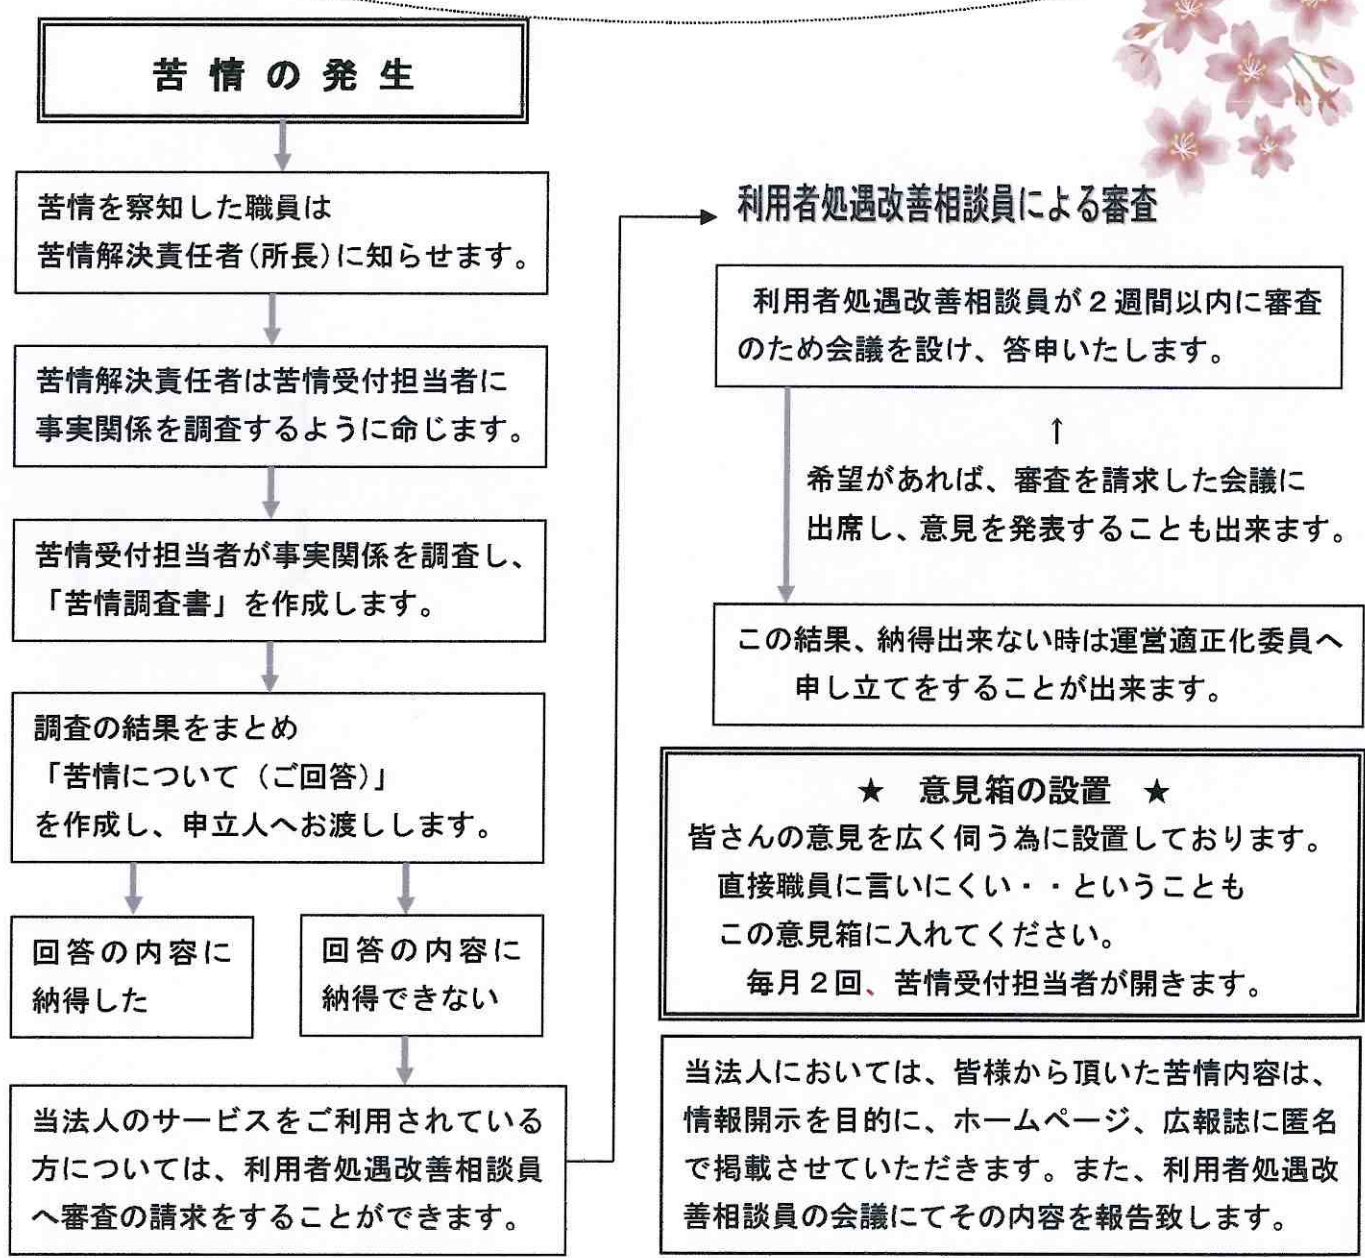 苦情の発生
苦情を察知した職員は
苦情解決責任者（所長）に知らせます。
苦情解決責任者は苦情受付担当者に
事実関係を調査するように命じます。
苦情受付担当者が事実関係を調査し、
「苦情調査書」を作成します。
調査の結果をまとめ
「苦情について（ご回答）」
を作成し、申立人へお渡しします。
回答の内容に
納得した
回答の内容に
納得できない
当法人のサービスをご利用されている
方については、利用者処遇改善相談員
へ審査の請求をすることができます。
利用者処遇改善相談員による審査
利用者処遇改善相談員が２週間以内に審査
のため会議を設け、答申いたします。
↑
希望があれば、審査を請求した会議に
出席し、意見を発表することも出来ます。
この結果、納得出来ない時は運営適正化委員へ
申し立てをすることが出来ます。
★　意見箱の設置　★
皆さんの意見を広く伺う為に設置しております。
直接職員に言いにくい・・ということも
この意見箱に入れてください。
毎月２回、苦情受付担当者が開きます。
当法人においては、皆様から頂いた苦情内容は、
情報開示を目的に、ホームページ、広報誌に匿名
で掲載させていただきます。また、利用者処遇改
善相談員の会議にてその内容を報告致します。